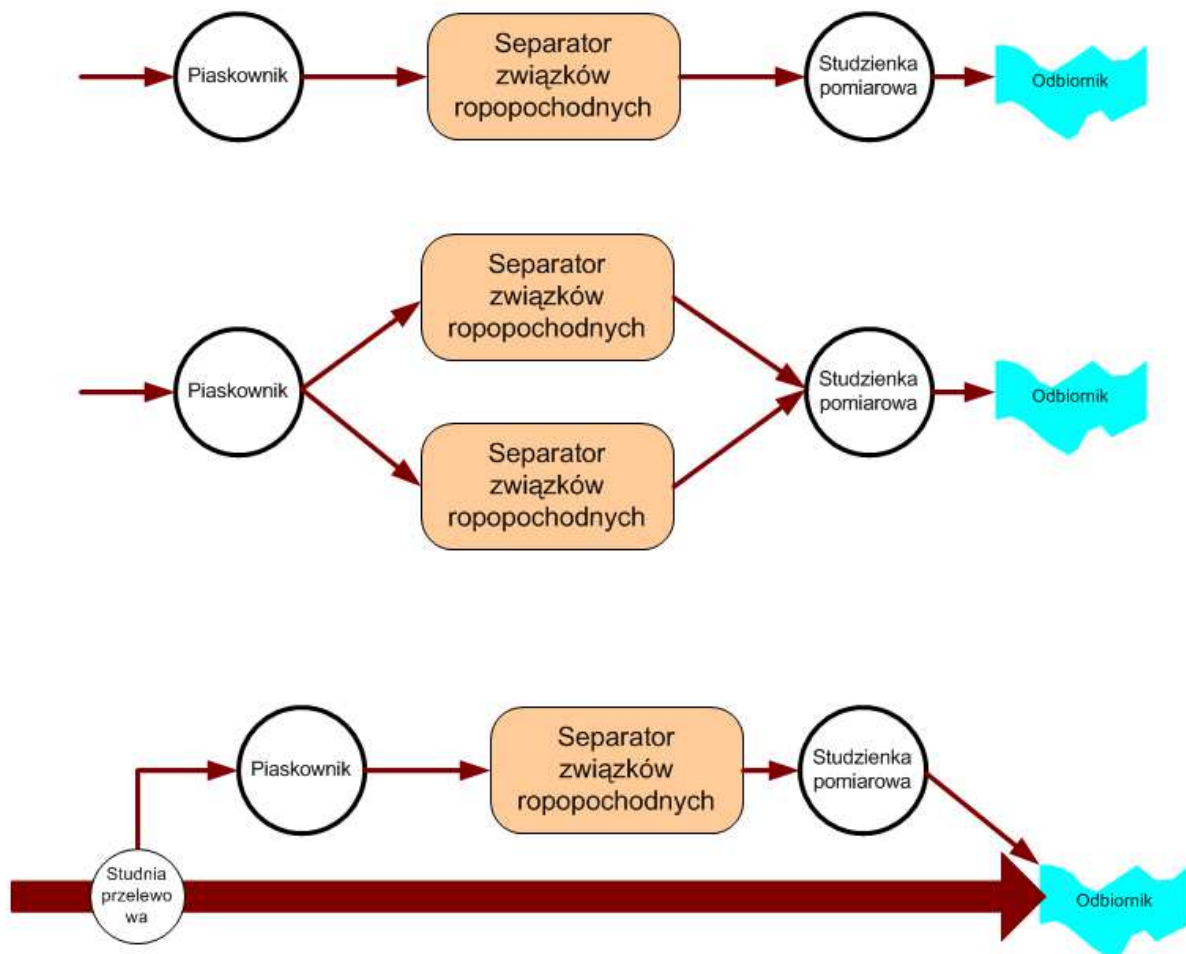 Piaskownik
Separator
związków
ropopochodnych
Studzienka
pomiarowa
Odbiornik
Separator
związków
ropopochodnych
Piaskownik
Studzienka
pomiarowa
Odbiornik
Separator
związków
ropopochodnych
Piaskownik
Separator
związków
ropopochodnych
Studzienka
pomiarowa
Studnia
przelewo
wa
Odbiornik